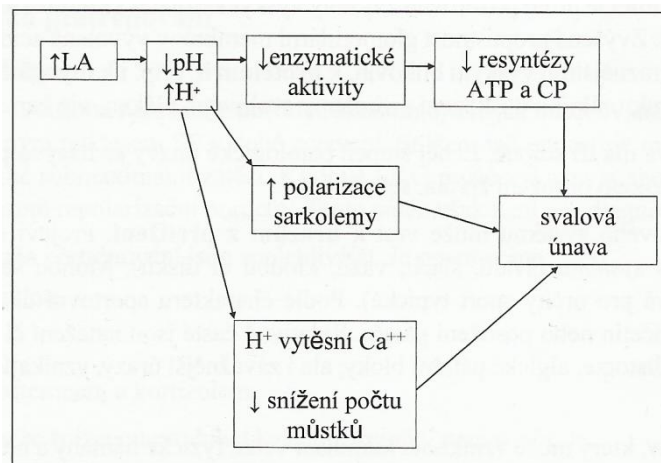 ↑LA
↓pH
↑H⁺
↓enzymatické
aktivity
↓ resyntézy
ATP a CP
↑ polarizace
sarkolemy
svalová
únava
H⁺ vytěsní Ca⁺⁺
↓ snížení počtu
můstků